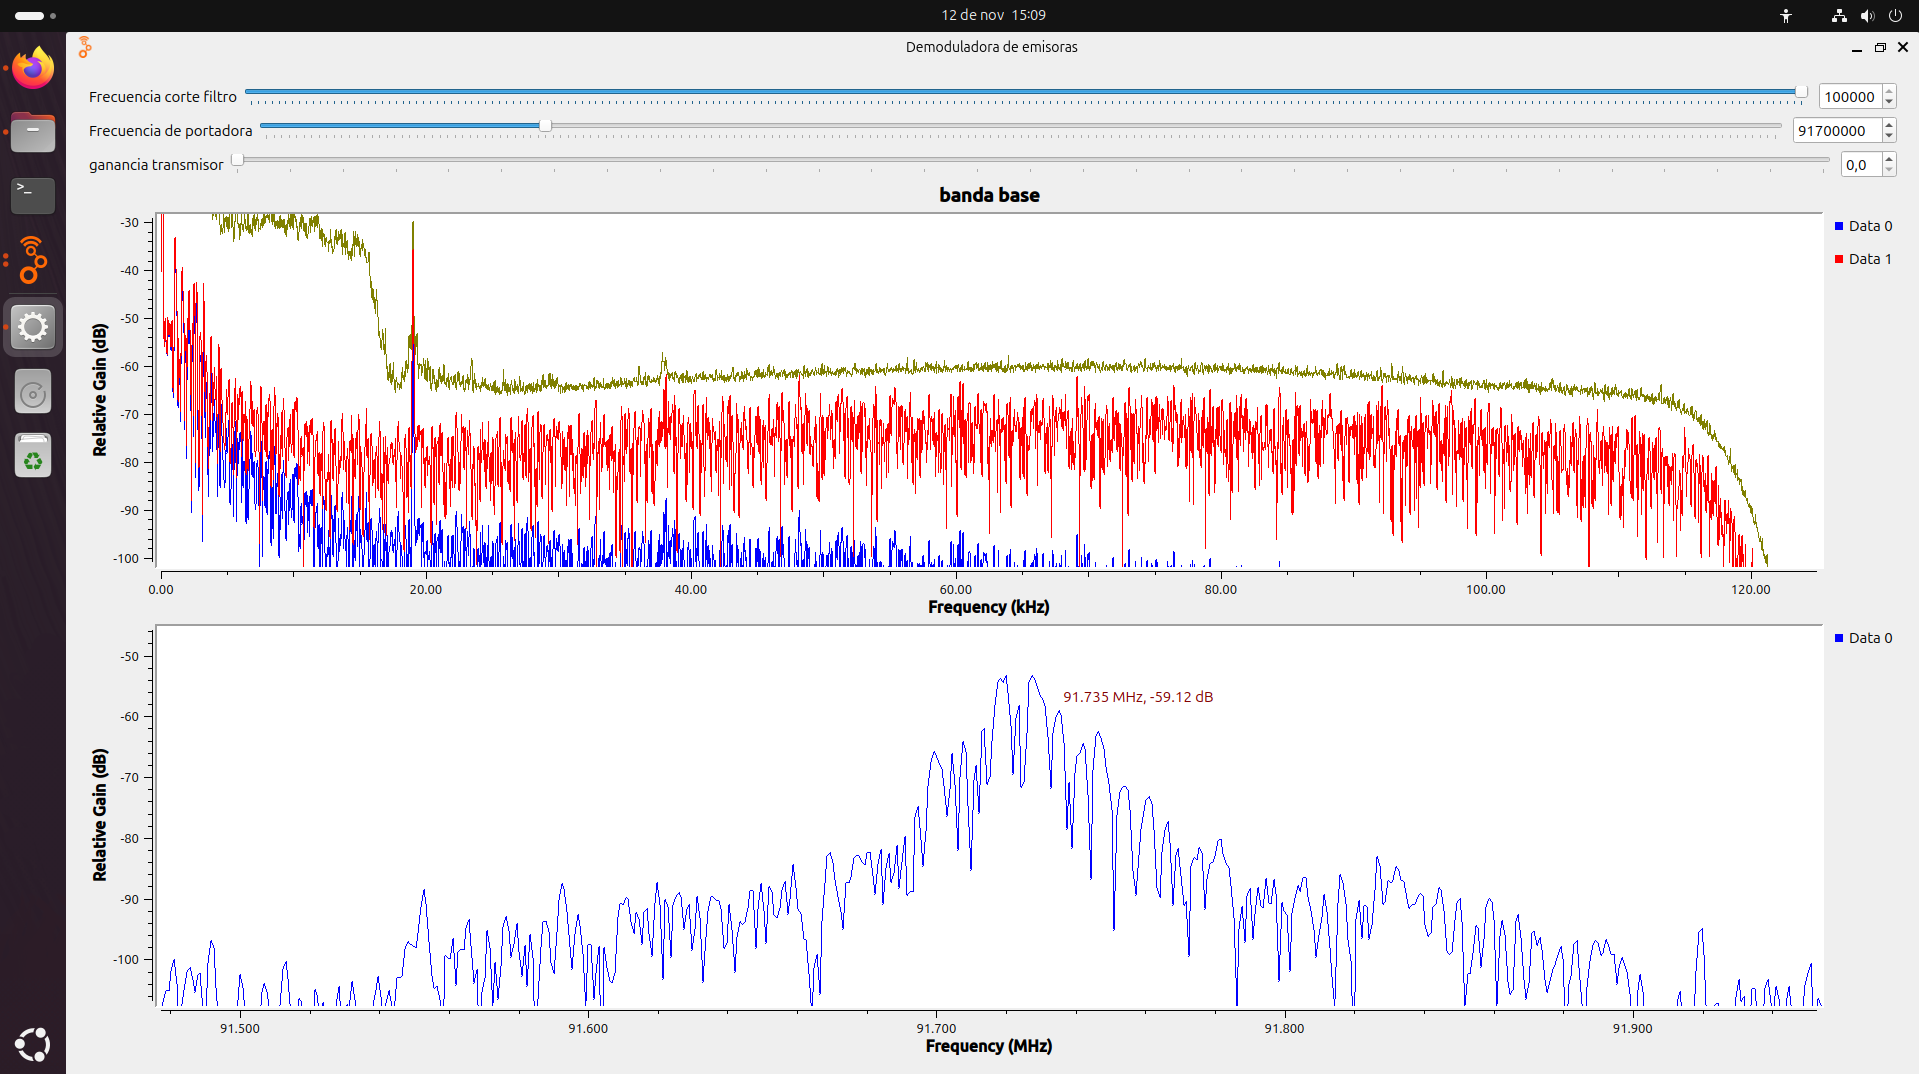 12 de nov 15:09
Demoduladora de emisoras
Frecuencia corte filtro 100000
Frecuencia de portadora 91700000
ganancia transmisor 0,0
banda base
Data 0
Data 1
Relative Gain (dB)
-30
-40
-50
-60
-70
-80
-90
-100
0.00 20.00 40.00 60.00 80.00 100.00 120.00
Frequency (kHz)
Data 0
91.735 MHz, -59.12 dB
Relative Gain (dB)
-50
-60
-70
-80
-90
-100
91.500 91.600 91.700 91.800 91.900
Frequency (MHz)
>_